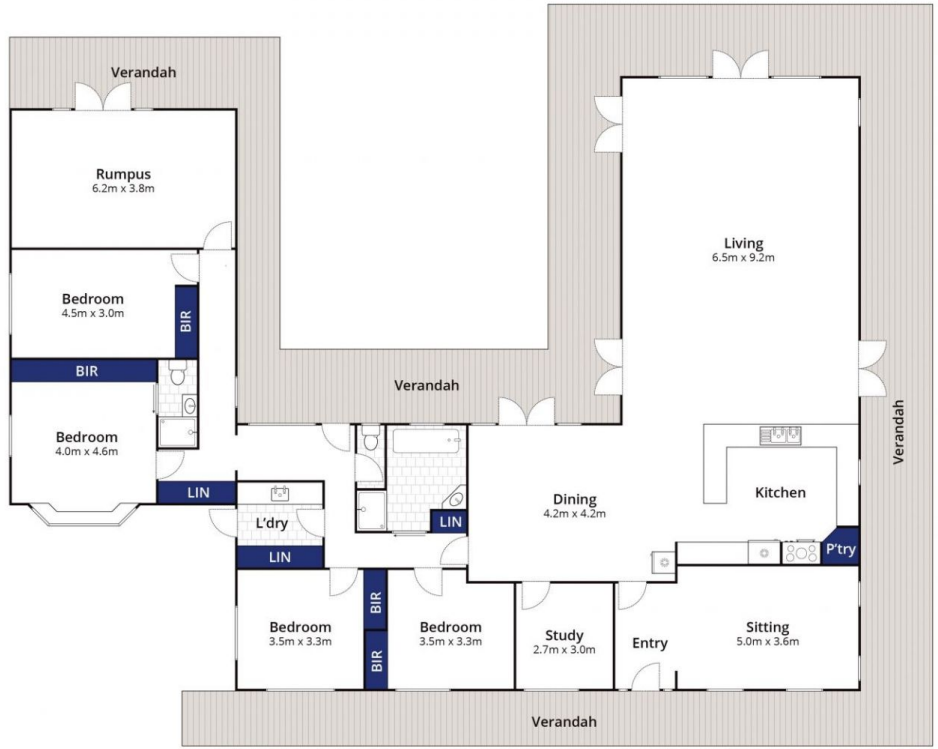 Verandah
Rumpus
6.2m x 3.8m
Living
6.5m x 9.2m
Bedroom
4.5m x 3.0m
BIR
BIR
Verandah
Bedroom
4.0m x 4.6m
Verandah
LIN
Dining
4.2m x 4.2m
Kitchen
L'dry
LIN
LIN
P'try
Bedroom
3.5m x 3.3m
BIR
BIR
Bedroom
3.5m x 3.3m
Study
2.7m x 3.0m
Entry
Sitting
5.0m x 3.6m
Verandah